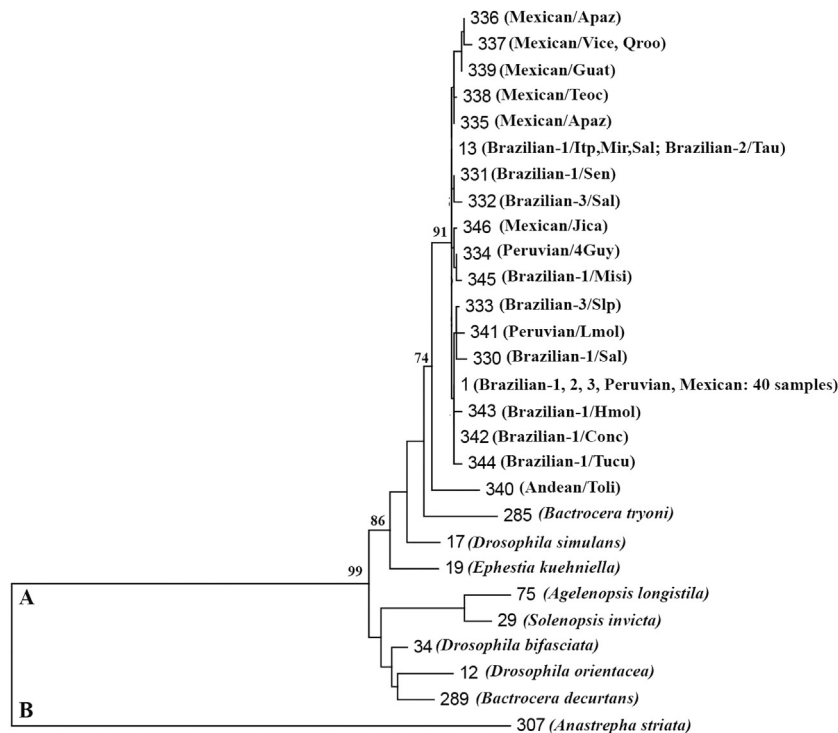 336 (Mexican/Apaz)
337 (Mexican/Vice, Qroo)
339 (Mexican/Guat)
338 (Mexican/Teoc)
335 (Mexican/Apaz)
13 (Brazilian-1/Itp,Mir,Sal; Brazilian-2/Tau)
331 (Brazilian-1/Sen)
332 (Brazilian-3/Sal)
91
346 (Mexican/Jica)
334 (Peruvian/4Guy)
345 (Brazilian-1/Misi)
333 (Brazilian-3/Slp)
341 (Peruvian/Lmol)
74
330 (Brazilian-1/Sal)
1 (Brazilian-1, 2, 3, Peruvian, Mexican: 40 samples)
343 (Brazilian-1/Hmol)
342 (Brazilian-1/Conc)
344 (Brazilian-1/Tucu)
340 (Andean/Toli)
285 (Bactrocera tryoni)
86
17 (Drosophila simulans)
99
19 (Ephestia kuehniella)
A
75 (Agelenopsis longistila)
29 (Solenopsis invicta)
34 (Drosophila bifasciata)
12 (Drosophila orientacea)
289 (Bactrocera decurtans)
B
307 (Anastrepha striata)